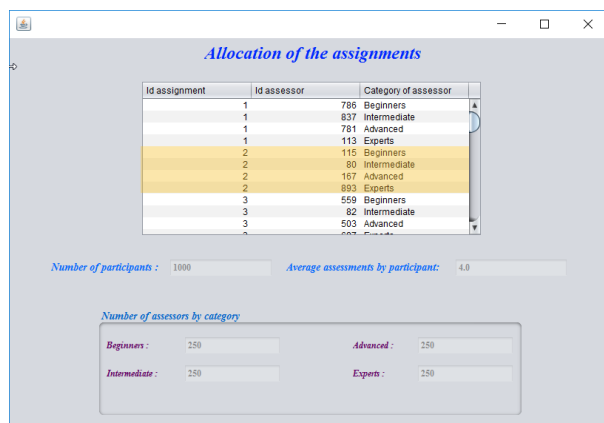 Allocation of the assignments
Id assignment Id assessor Category of assessor
1 786 Beginners
1 837 Intermediate
1 781 Advanced
1 113 Experts
2 115 Beginners
2 80 Intermediate
2 167 Advanced
2 893 Experts
3 559 Beginners
3 82 Intermediate
3 503 Advanced
Number of participants : 1000 Average assessments by participant: 4.0
Number of assessors by category
Beginners : 250 Advanced : 250
Intermediate : 250 Experts : 250